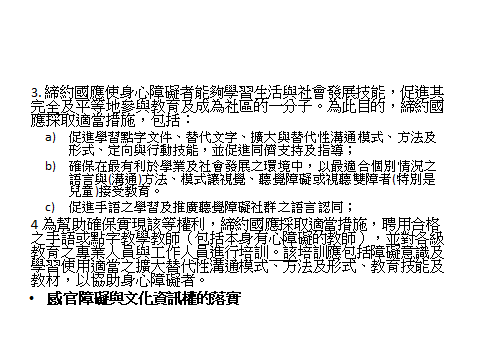 3. 締約國應使身心障礙者能夠學習生活與社會發展技能，促進其
完全及平等地參與教育及成為社區的一分子。為此目的，締約國
應採取適當措施，包括：
a) 促進學習點字文件、替代文字、擴大與替代性溝通模式、方法及
形式、定向與行動技能，並促進同儕支持及指導；
b) 確保在最有利於學業及社會發展之環境中，以最適合個別情況之
語言與(溝通)方法、模式讓視覺、聽覺障礙或視聽雙障者(特別是
兒童)接受教育。
c) 促進手語之學習及推廣聽覺障礙社群之語言認同；
4 為幫助確保實現該等權利，締約國應採取適當措施，聘用合格
之手語或點字教學教師（包括本身有心障礙的教師），並對各級
教育之專業人員與工作人員進行培訓。該培訓應包括障礙意識及
學習使用適當之擴大替代性溝通模式、方法及形式、教育技能及
教材，以協助身心障礙者。
• 感官障礙與文化資訊權的落實